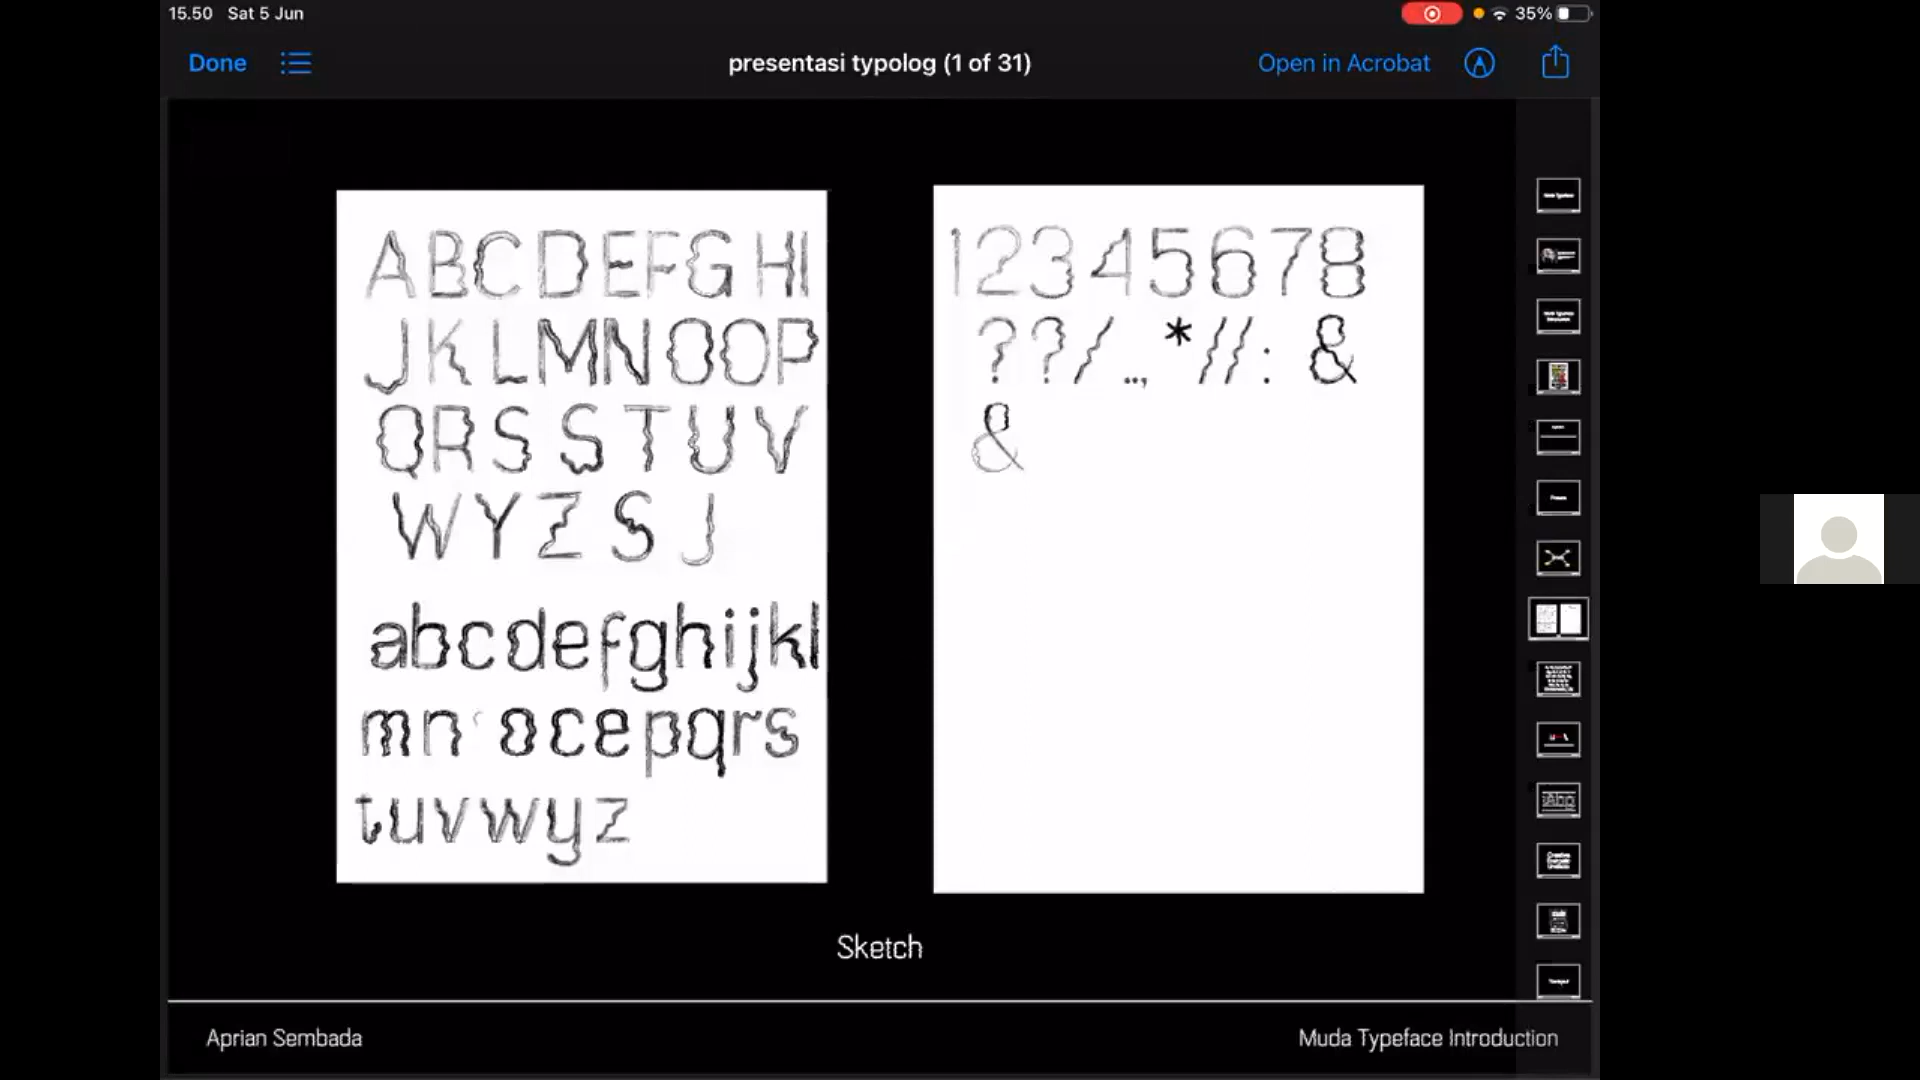 15.50 Sat 5 Jun
35%
Done
presentasi typolog (1 of 31)
Open in Acrobat
ABCDEFGHI
JKLMNOOP
QRSSTUV
WYZSJ
abcdefghijkl
mn ocepqrs
tuvwyz
12345678
??/..,*//: &
&
Sketch
Aprian Sembada
Muda Typeface Introduction